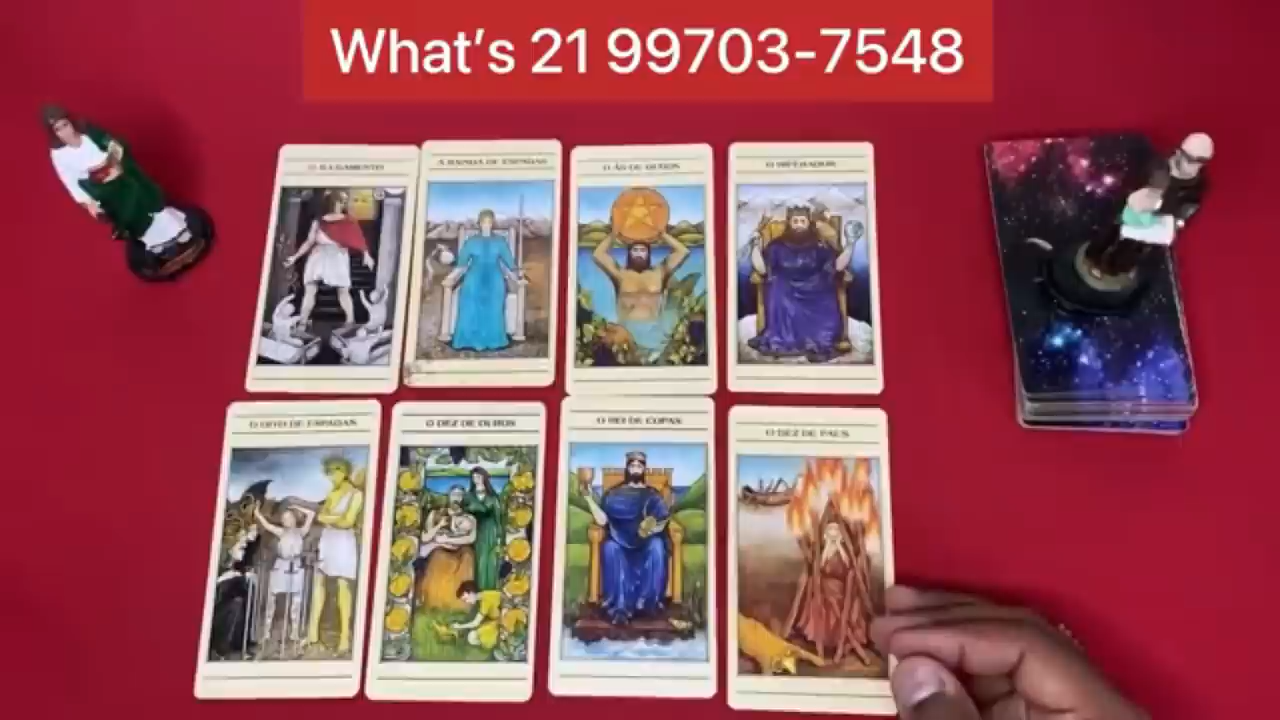 What's 21 99703-7548
O JULGAMENTO
A RAINHA DE ESPADAS
O ÁS DE OUROS
O IMPERADOR
O OITO DE ESPADAS
O DEZ DE OUROS
O REI DE COPAS
O DEZ DE PAUS